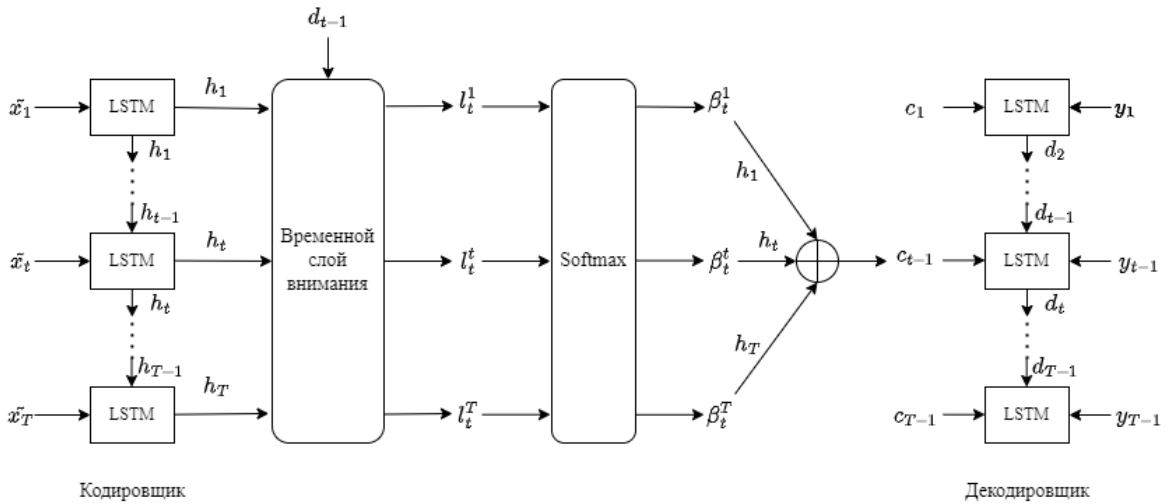 d_{t-1}
x̃_1 LSTM h_1 l_t^1 β_t^1 c_1 LSTM y_1
h_1 h_1 d_2
h_{t-1} d_{t-1}
x̃_t LSTM h_t Временной слой внимания l_t^t Softmax β_t^t h_t c_{t-1} LSTM y_{t-1}
h_t d_t
h_{T-1} h_T d_{T-1}
x̃_T LSTM h_T l_t^T β_t^T c_{T-1} LSTM y_{T-1}
Кодировщик Декодировщик